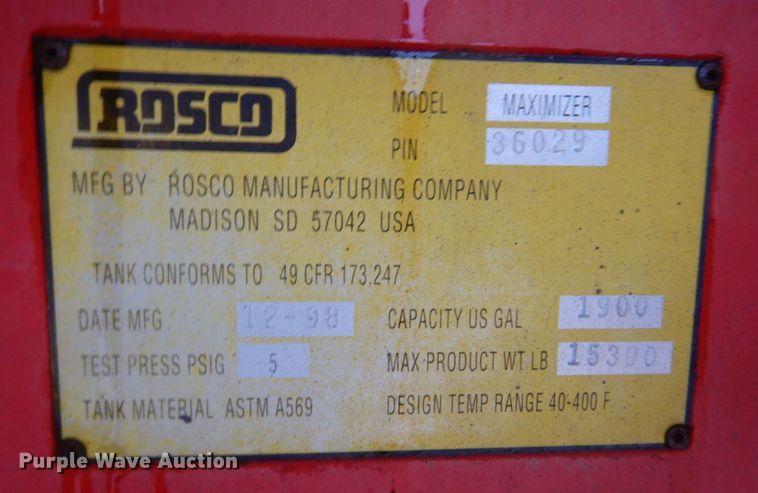 ROSCO
MODEL MAXIMIZER
PIN 36029
MFG BY ROSCO MANUFACTURING COMPANY
MADISON SD 57042 USA
TANK CONFORMS TO 49 CFR 173.247
DATE MFG 12-98 CAPACITY US GAL 1900
TEST PRESS PSIG 5 MAX PRODUCT WT LB 15390
TANK MATERIAL ASTM A569 DESIGN TEMP RANGE 40-400 F
Purple Wave Auction